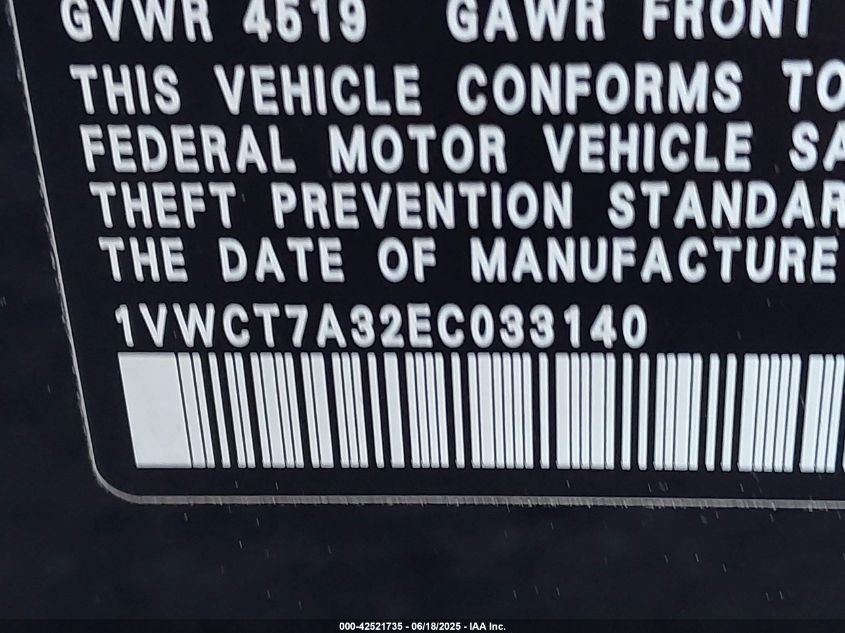 GVWR 4519 GAWR FRONT
THIS VEHICLE CONFORMS TO
FEDERAL MOTOR VEHICLE SA
THEFT PREVENTION STANDAR
THE DATE OF MANUFACTURE
1VWCT7A32EC033140
000-42521735 - 06/18/2025 - IAA Inc.